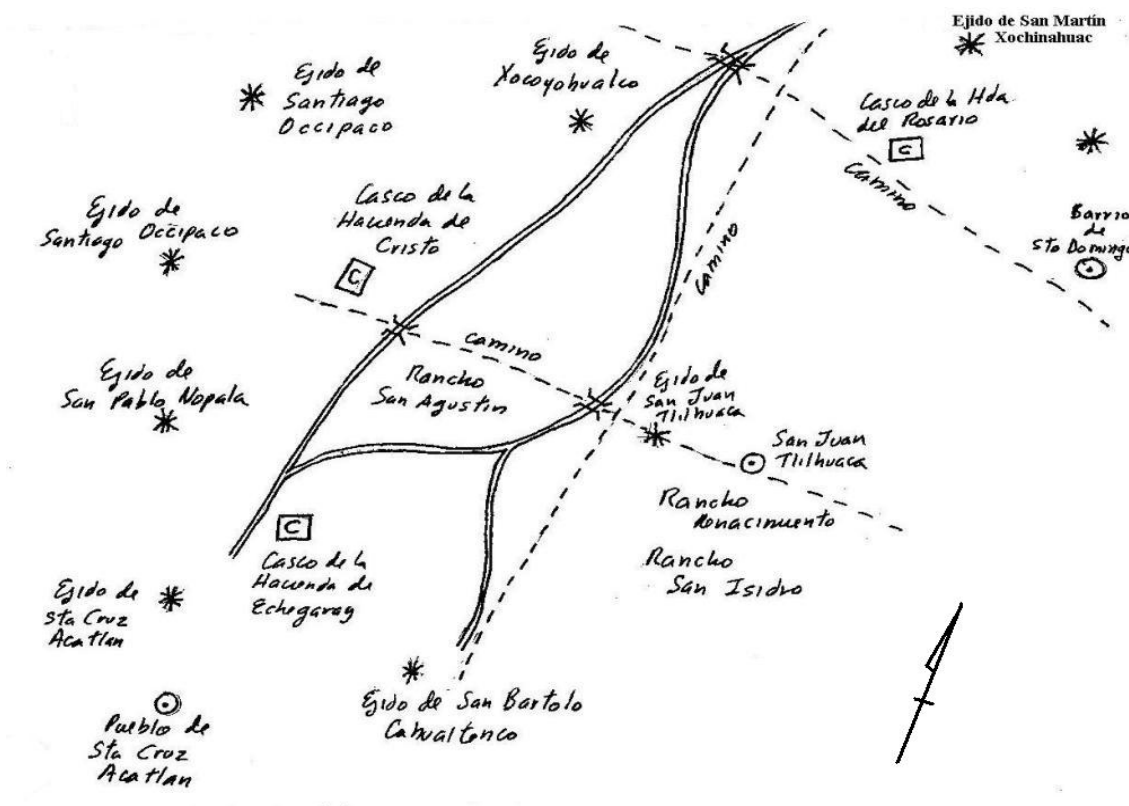 Ejido de San Martín
Xochinahuac
Ejido de
Xocoyohualco
Ejido de
Santiago
Occipaco
Casco de la Hda
del Rosario
C
Camino
Barrio
de
Sto Domingo
Casco de la
Hacienda de
Cristo
C
Ejido de
Santiago Occipaco
Camino
Camino
Ejido de
San Pablo Nopala
Rancho
San Agustin
Ejido de
San Juan
Tlilhuaca
San Juan
Tlilhuaca
Rancho
Renacimiento
Rancho
San Isidro
C
Casco de la
Hacienda de
Echegaray
Ejido de
Sta Cruz
Acatlan
Ejido de San Bartolo
Cahualtonco
Pueblo de
Sta Cruz
Acatlan